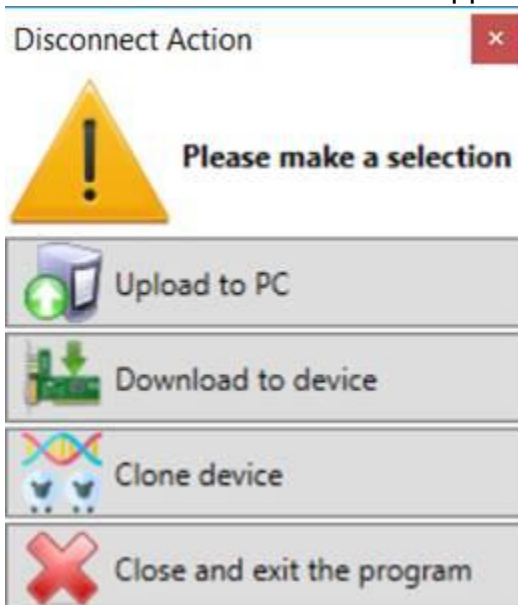 Disconnect Action
Please make a selection
Upload to PC
Download to device
Clone device
Close and exit the program